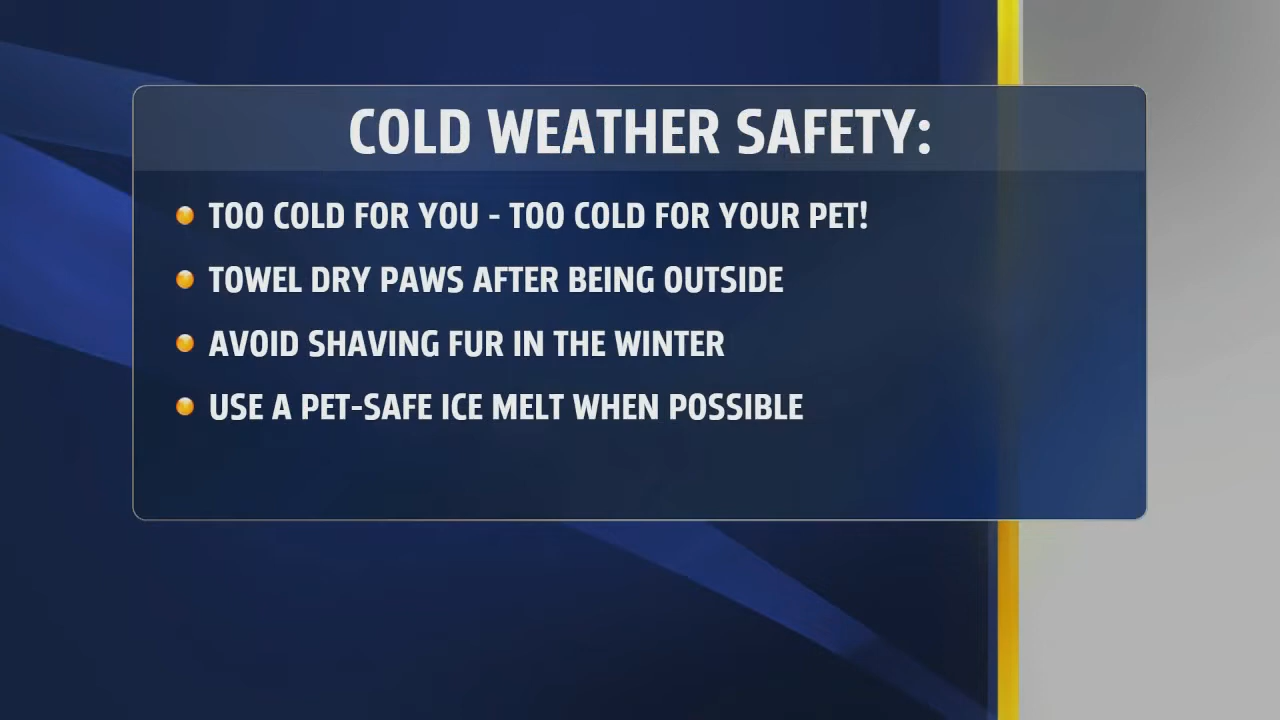 COLD WEATHER SAFETY:
TOO COLD FOR YOU - TOO COLD FOR YOUR PET!
TOWEL DRY PAWS AFTER BEING OUTSIDE
AVOID SHAVING FUR IN THE WINTER
USE A PET-SAFE ICE MELT WHEN POSSIBLE